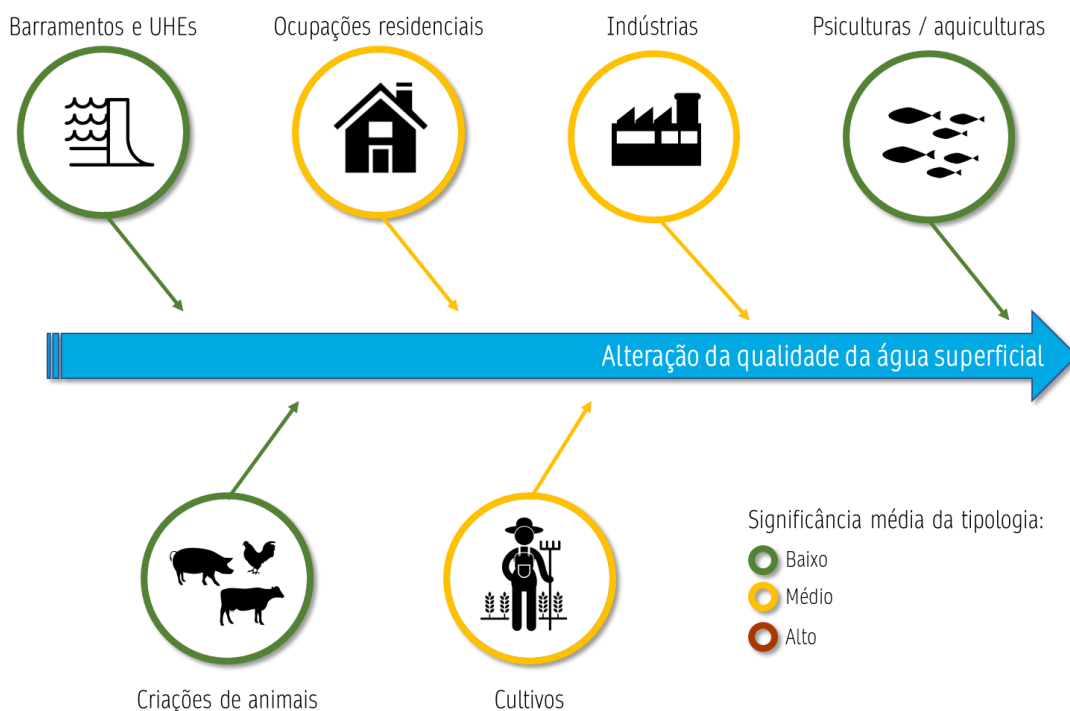 Barramentos e UHEs
Ocupações residenciais
Indústrias
Psiculturas / aquiculturas
Alteração da qualidade da água superficial
Significância média da tipologia:
Baixo
Médio
Alto
Criações de animais
Cultivos